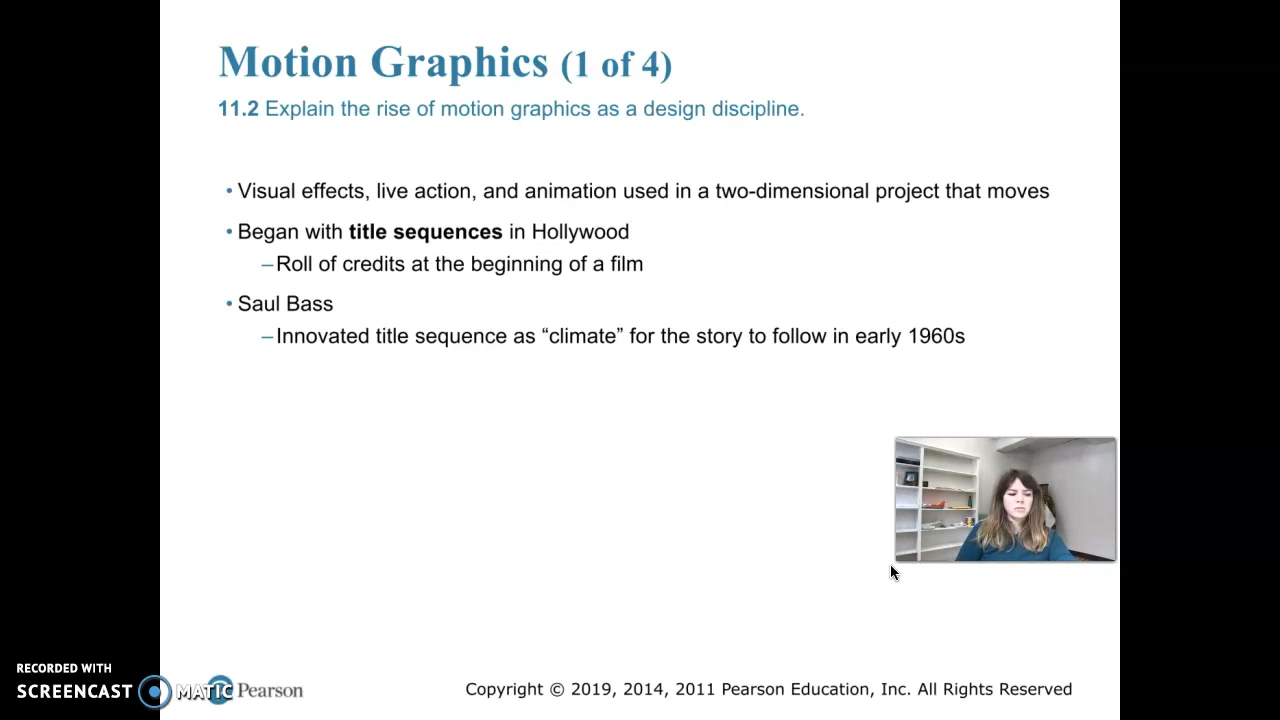 Motion Graphics (1 of 4)
11.2 Explain the rise of motion graphics as a design discipline.
• Visual effects, live action, and animation used in a two-dimensional project that moves
• Began with title sequences in Hollywood
–Roll of credits at the beginning of a film
• Saul Bass
–Innovated title sequence as “climate” for the story to follow in early 1960s
RECORDED WITH
SCREENCAST MATIC
Pearson
Copyright © 2019, 2014, 2011 Pearson Education, Inc. All Rights Reserved